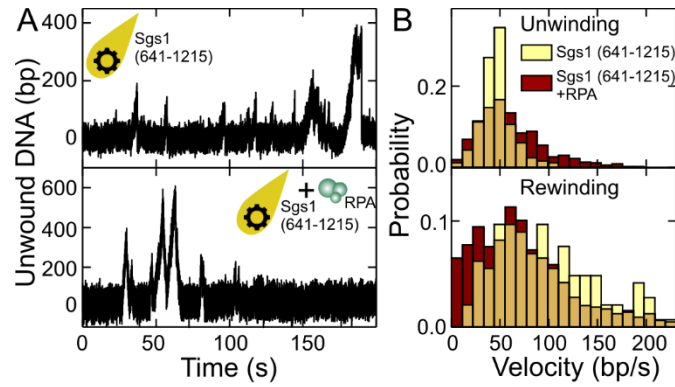 A
Sgs1
(641-1215)
400
200
0
Unwound DNA (bp)
600
400
200
0
+
Sgs1
(641-1215)
RPA
0
50
100
150
Time (s)
B
Unwinding
Sgs1 (641-1215)
Sgs1 (641-1215)
+RPA
0.2
0.0
Probability
Rewinding
0.1
0.0
0
50
100
150
200
Velocity (bp/s)